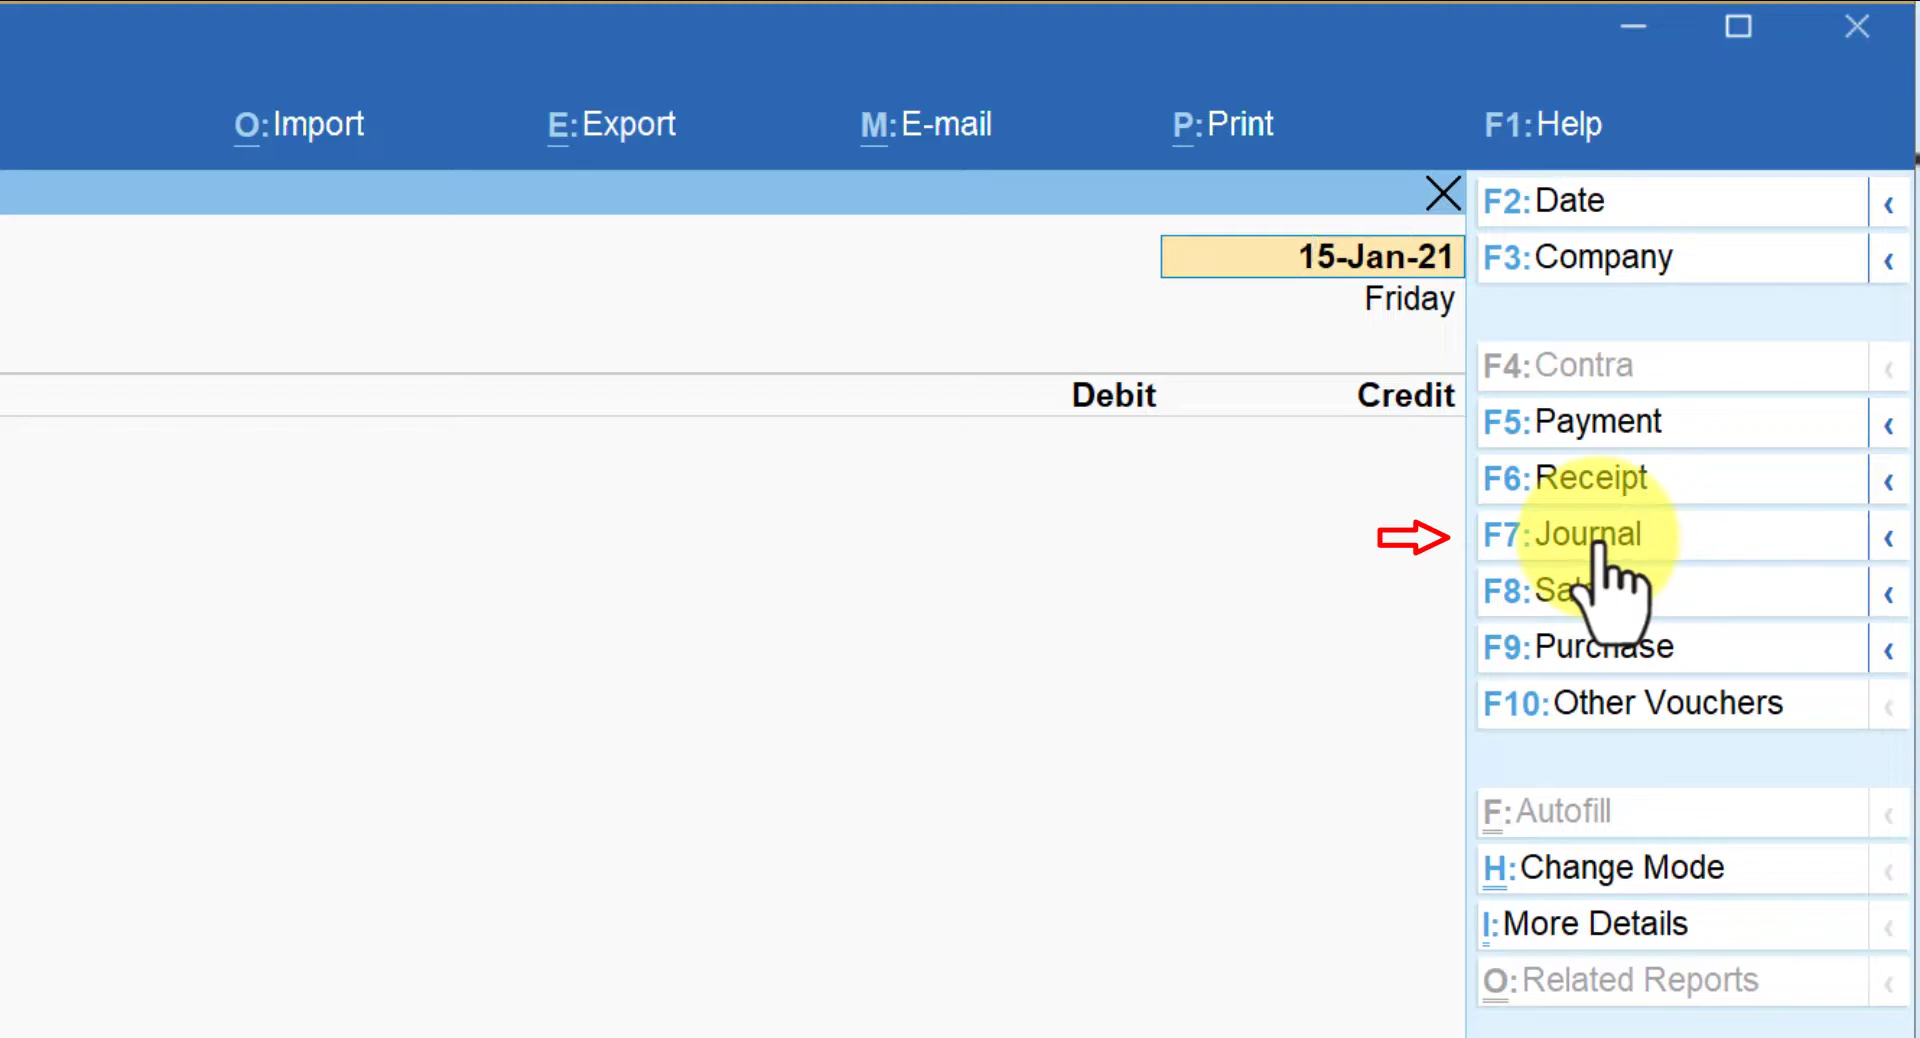 O: Import E: Export M: E-mail P: Print F1: Help
15-Jan-21
Friday
Debit Credit
F2: Date
F3: Company
F4: Contra
F5: Payment
F6: Receipt
F7: Journal
F8:
F9: Purchase
F10: Other Vouchers
F: Autofill
H: Change Mode
I: More Details
O: Related Reports